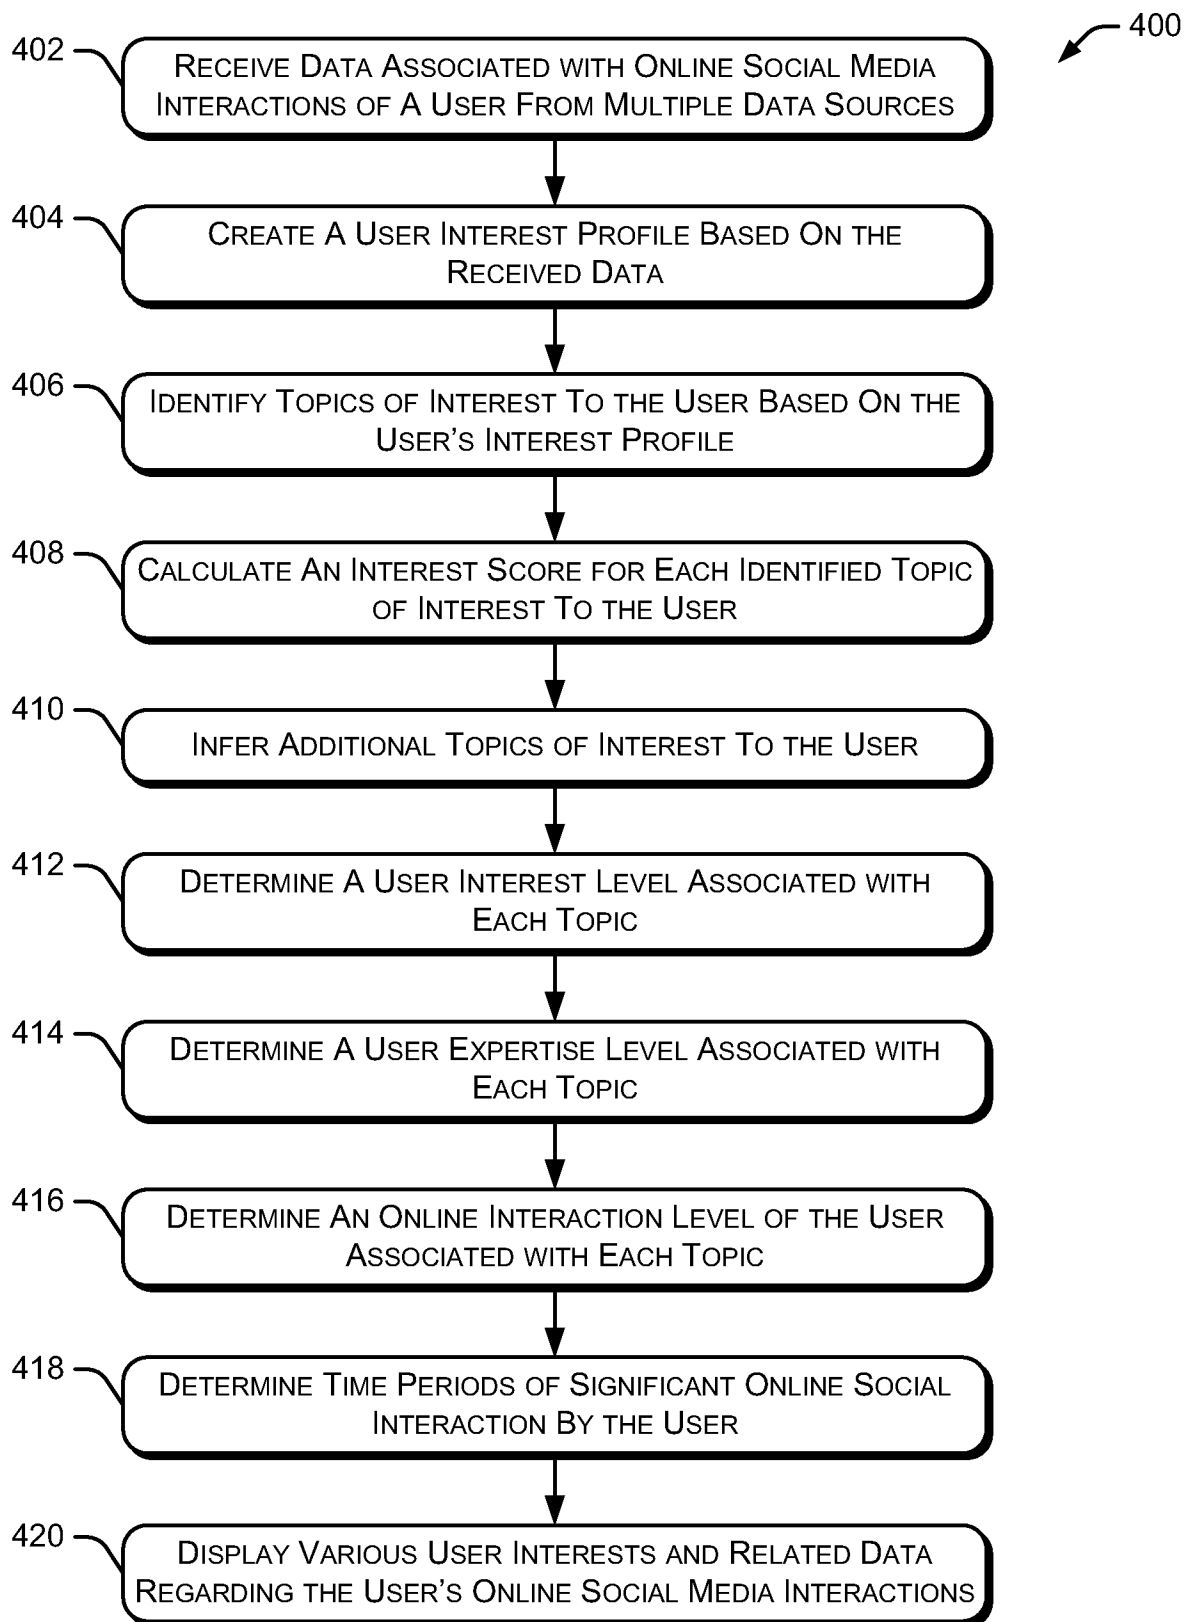 400
402
RECEIVE DATA ASSOCIATED WITH ONLINE SOCIAL MEDIA
INTERACTIONS OF A USER FROM MULTIPLE DATA SOURCES
404
CREATE A USER INTEREST PROFILE BASED ON THE
RECEIVED DATA
406
IDENTIFY TOPICS OF INTEREST TO THE USER BASED ON THE
USER'S INTEREST PROFILE
408
CALCULATE AN INTEREST SCORE FOR EACH IDENTIFIED TOPIC
OF INTEREST TO THE USER
410
INFER ADDITIONAL TOPICS OF INTEREST TO THE USER
412
DETERMINE A USER INTEREST LEVEL ASSOCIATED WITH
EACH TOPIC
414
DETERMINE A USER EXPERTISE LEVEL ASSOCIATED WITH
EACH TOPIC
416
DETERMINE AN ONLINE INTERACTION LEVEL OF THE USER
ASSOCIATED WITH EACH TOPIC
418
DETERMINE TIME PERIODS OF SIGNIFICANT ONLINE SOCIAL
INTERACTION BY THE USER
420
DISPLAY VARIOUS USER INTERESTS AND RELATED DATA
REGARDING THE USER'S ONLINE SOCIAL MEDIA INTERACTIONS